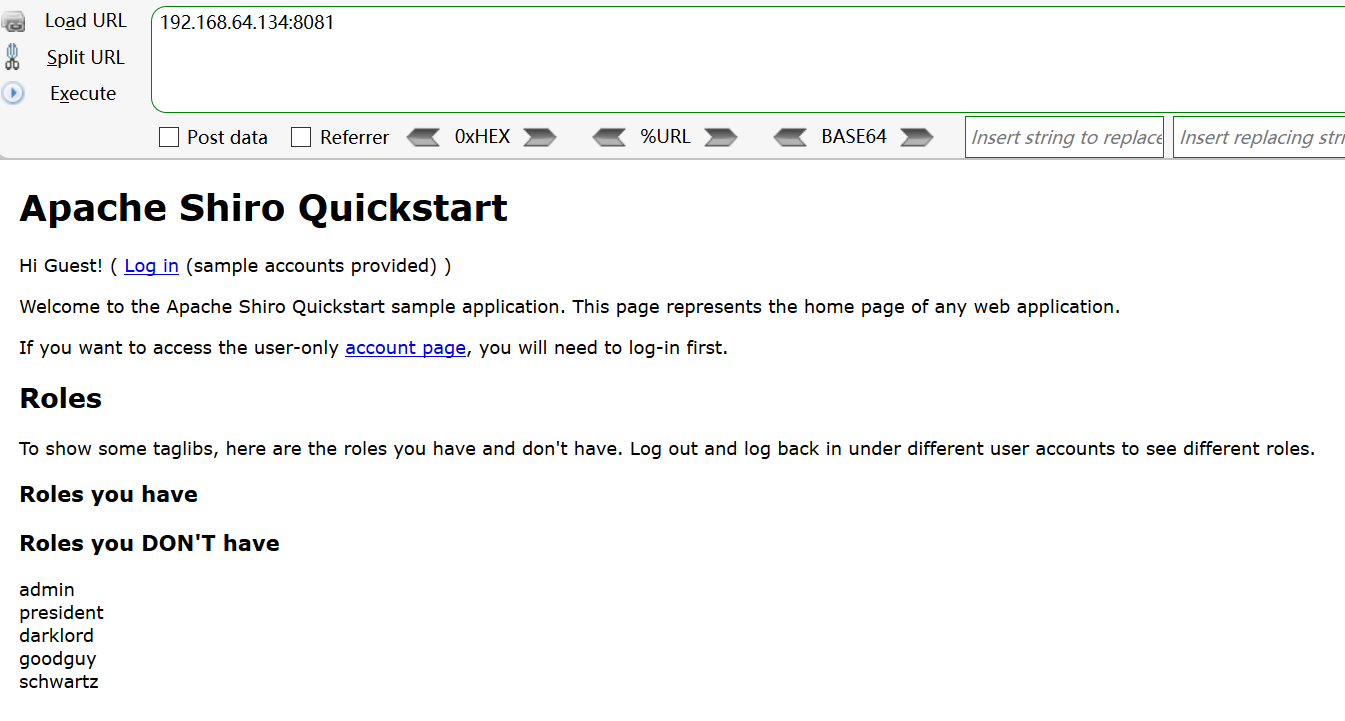 Load URL
192.168.64.134:8081
Split URL
Execute
Post data Referrer 0xHEX %URL BASE64 Insert string to replace Insert replacing stri
Apache Shiro Quickstart
Hi Guest! ( Log in (sample accounts provided) )
Welcome to the Apache Shiro Quickstart sample application. This page represents the home page of any web application.
If you want to access the user-only account page, you will need to log-in first.
Roles
To show some taglibs, here are the roles you have and don't have. Log out and log back in under different user accounts to see different roles.
Roles you have
Roles you DON'T have
admin
president
darklord
goodguy
schwartz